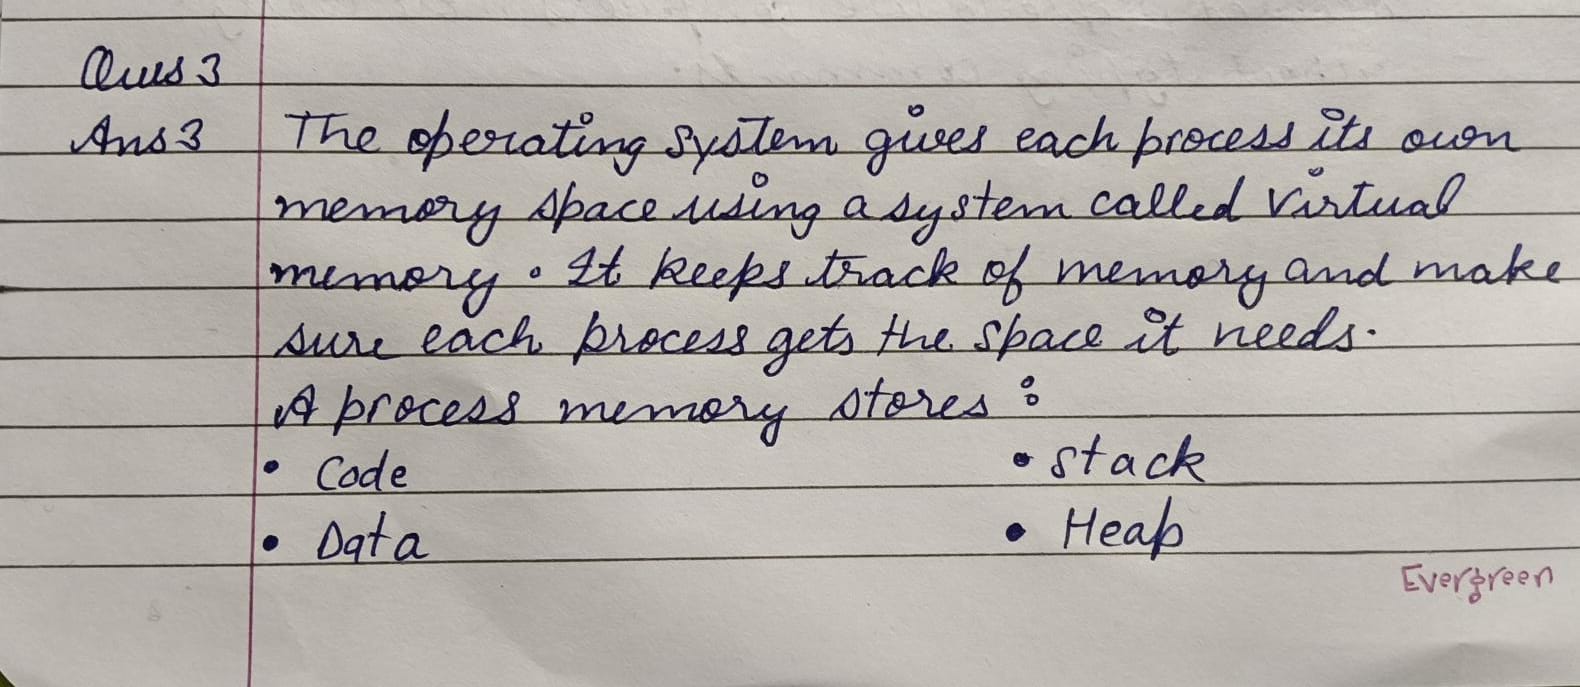 Ques 3
Ans 3 The operating system gives each process its own
memory space using a system called virtual
memory. It keeps track of memory and make
sure each process gets the space it needs.
A process memory stores :
• Code • Stack
• Data • Heap
Evergreen